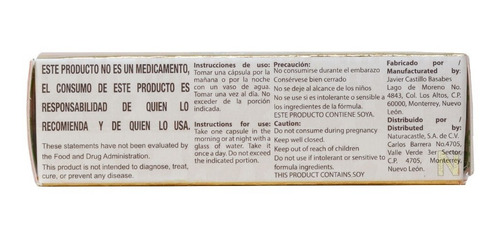 ESTE PRODUCTO NO ES UN MEDICAMENTO,
EL CONSUMO DE ESTE PRODUCTO ES
RESPONSABILIDAD DE QUIEN LO
RECOMIENDA Y DE QUIEN LO USA.
These statements have not been evaluated by
the Food and Drug Administration.
This product is not intended to diagnose, treat,
cure, or prevent any disease.
Instrucciones de uso:
Tomar una cápsula por la
mañana o por la noche
con un vaso de agua.
Tomar una vez al día. No
exceder de la porción
indicada.
Instructions for use:
Take one capsule in the
morning or at night with a
glass of water. Take it
once a day. Do not exceed
the indicated portion.
Precaución:
No consumirse durante el embarazo
Consérvese bien cerrado
No se deje al alcance de los niños
No se use si es intolerante o sensible a
los ingredientes de la fórmula.
ESTE PRODUCTO CONTIENE SOYA.
Caution:
Do not consume during pregnancy
Keep well closed.
Keep out of reach of children
Do not use if intolerant or sensitive to
formula ingredients.
THIS PRODUCT CONTAINS SOY
Fabricado por /
Manufacturated by:
Javier Castillo Basabes
Lago de Moreno No.
4843, Col. Los Altos, C.P.
60000, Monterrey, Nuevo
León.
Distribuido por /
Distributed by:
Naturacastle, S.A. de C.V.
Carlos Barrera No.4705,
Valle Verde 3er Sector
C.P. 4705, Monterrey,
Nuevo León.